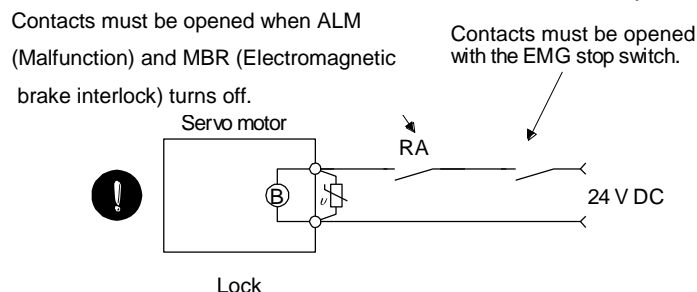 Contacts must be opened when ALM
(Malfunction) and MBR (Electromagnetic
brake interlock) turns off.
Contacts must be opened
with the EMG stop switch.
Servo motor
RA
B
υ
24 V DC
Lock